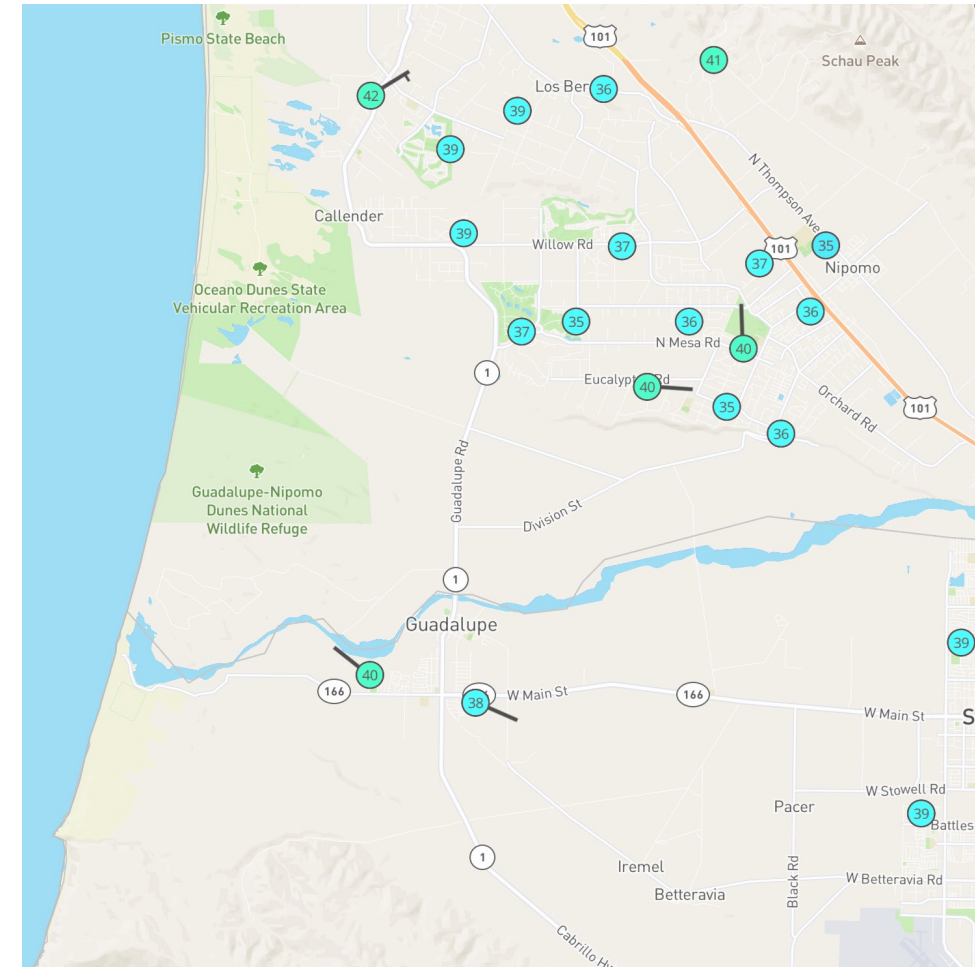 Pismo State Beach
101
41
Schau Peak
42
Los Ber
36
39
39
N Thompson Ave
Callender
39
Willow Rd
37
101
35
37
Nipomo
Oceano Dunes State
Vehicular Recreation Area
36
37
35
36
N Mesa Rd
40
1
Eucalyptus Rd
40
35
Orchard Rd
101
36
Guadalupe Rd
Guadalupe-Nipomo
Dunes National
Wildlife Refuge
Division St
1
Guadalupe
39
40
166
38
W Main St
166
W Main St
S
W Stowell Rd
Pacer
39
Battles
1
Iremel
Betteravia
Black Rd
W Betteravia Rd
Cabrillo Hw